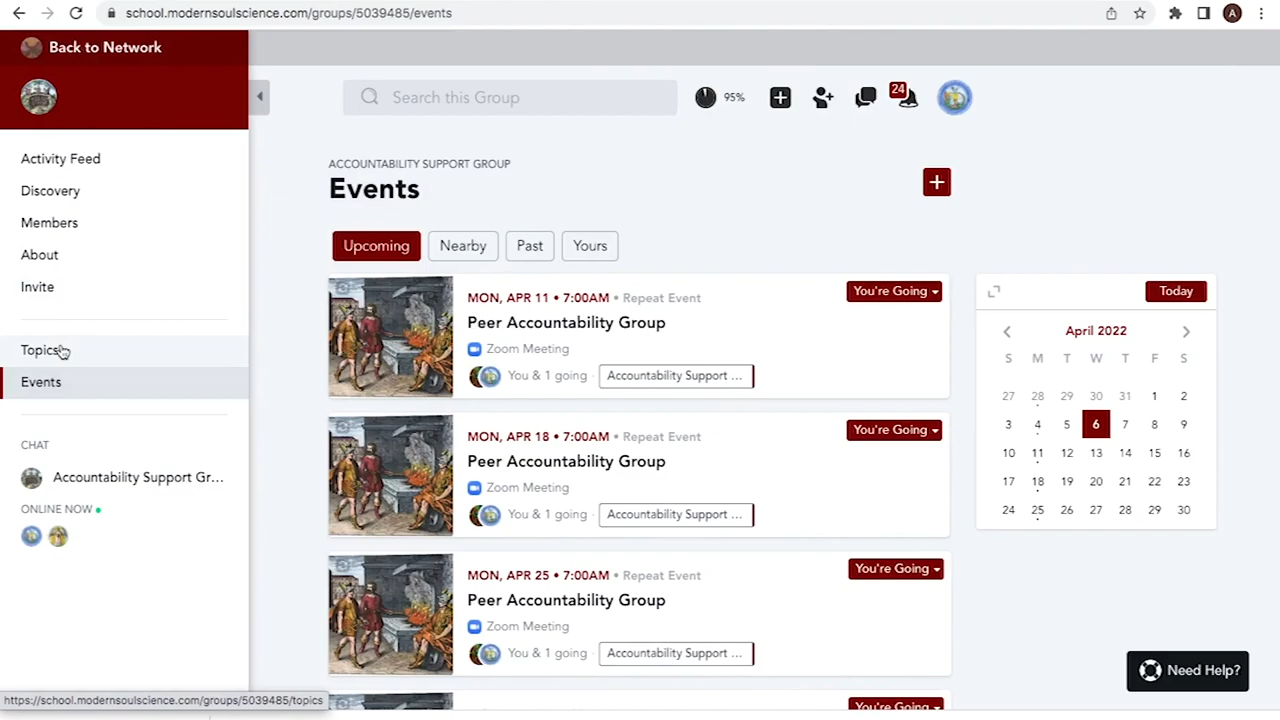 school.modernsoulscience.com/groups/5039485/events
A
Back to Network
Search this Group
95%
24
Activity Feed
Discovery
Members
About
Invite
Topics
Events
CHAT
Accountability Support Gr...
ONLINE NOW
ACCOUNTABILITY SUPPORT GROUP
Events
+
Upcoming
Nearby
Past
Yours
MON, APR 11 • 7:00AM • Repeat Event
You're Going
Peer Accountability Group
Zoom Meeting
You & 1 going · Accountability Support ...
MON, APR 18 • 7:00AM • Repeat Event
You're Going
Peer Accountability Group
Zoom Meeting
You & 1 going · Accountability Support ...
MON, APR 25 • 7:00AM • Repeat Event
You're Going
Peer Accountability Group
Zoom Meeting
You & 1 going · Accountability Support ...
You're Going
Today
April 2022
S M T W T F S
27 28 29 30 31 1 2
3 4 5 6 7 8 9
10 11 12 13 14 15 16
17 18 19 20 21 22 23
24 25 26 27 28 29 30
Need Help?
https://school.modernsoulscience.com/groups/5039485/topics